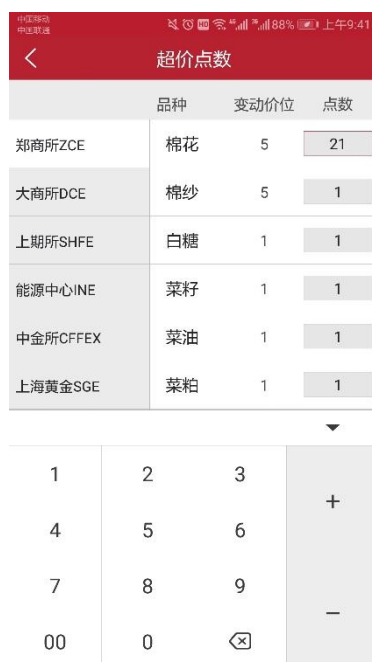 中国移动
中国联通
HD 88% 上午9:41
超价点数
品种 变动价位 点数
郑商所ZCE 棉花 5 21
大商所DCE 棉纱 5 1
上期所SHFE 白糖 1 1
能源中心INE 菜籽 1 1
中金所CFFEX 菜油 1 1
上海黄金SGE 菜粕 1 1
1 2 3
+
4 5 6
7 8 9
−
00 0